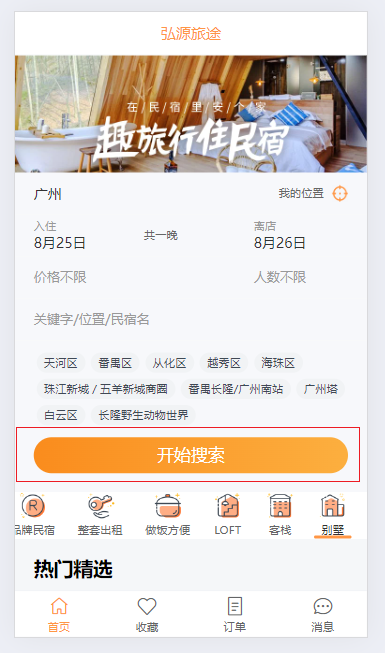 弘源旅途
在/民/宿/里/安/个/家
趣旅行住民宿
广州 我的位置
入住 离店
8月25日 共一晚 8月26日
价格不限 人数不限
关键字/位置/民宿名
天河区 番禺区 从化区 越秀区 海珠区
珠江新城 / 五羊新城商圈 番禺长隆/广州南站 广州塔
白云区 长隆野生动物世界
开始搜索
R
品牌民宿 整套出租 做饭方便 LOFT 客栈 别墅
热门精选
首页 收藏 订单 消息